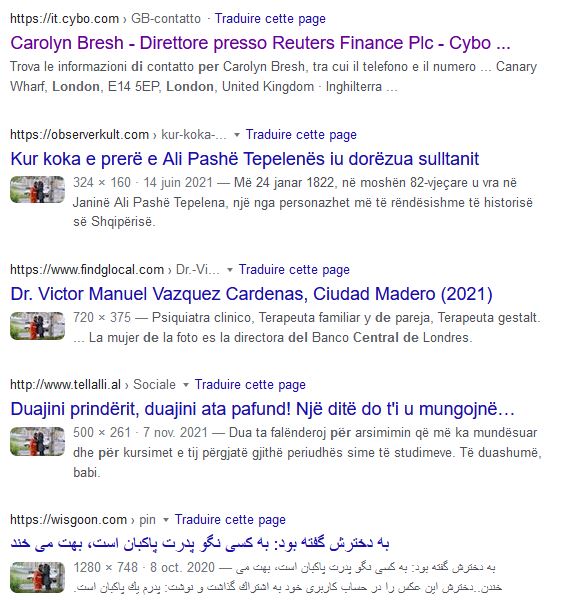 https://it.cybo.com › GB-contatto · Traduire cette page
Carolyn Bresh - Direttore presso Reuters Finance Plc - Cybo ...
Trova le informazioni di contatto per Carolyn Bresh, tra cui il telefono e il numero ... Canary
Wharf, London, E14 5EP, London, United Kingdom · Inghilterra ...
https://observerkult.com › kur-koka-... Traduire cette page
Kur koka e prerë e Ali Pashë Tepelenës iu dorëzua sulltanit
324 × 160 · 14 juin 2021 — Më 24 janar 1822, në moshën 82-vjeçare u vra në
Janinë Ali Pashë Tepelena, një nga personazhet më të rëndësishme të historisë
së Shqipërisë.
https://www.findglocal.com › Dr.-Vi... Traduire cette page
Dr. Victor Manuel Vazquez Cardenas, Ciudad Madero (2021)
720 × 375 — Psiquiatra clinico, Terapeuta familiar y de pareja, Terapeuta gestalt.
... La mujer de la foto es la directora del Banco Central de Londres.
http://www.tellalli.al › Sociale Traduire cette page
Duajini prindërit, duajini ata pafund! Një ditë do t'i u mungojnë…
500 × 261 · 7 nov. 2021 — Dua ta falënderoj për arsimimin që më ka mundësuar
dhe për kursimet e tij përgjatë gjithë periudhës sime të studimeve. Të duashumë,
babi.
https://wisgoon.com › pin Traduire cette page
به دخترش گفته بود: به کسی نگو پدرت پاکبان است، بهت می خند
1280 × 748 · 8 oct. 2020 — به دخترش گفته بود: به کسی نگو پدرت پاکبان است، بهت می
خندن..دخترش این عکس را در حساب کاربری خود به اشتراك گذاشت و نوشت: پدرم پاك پاکبان است.